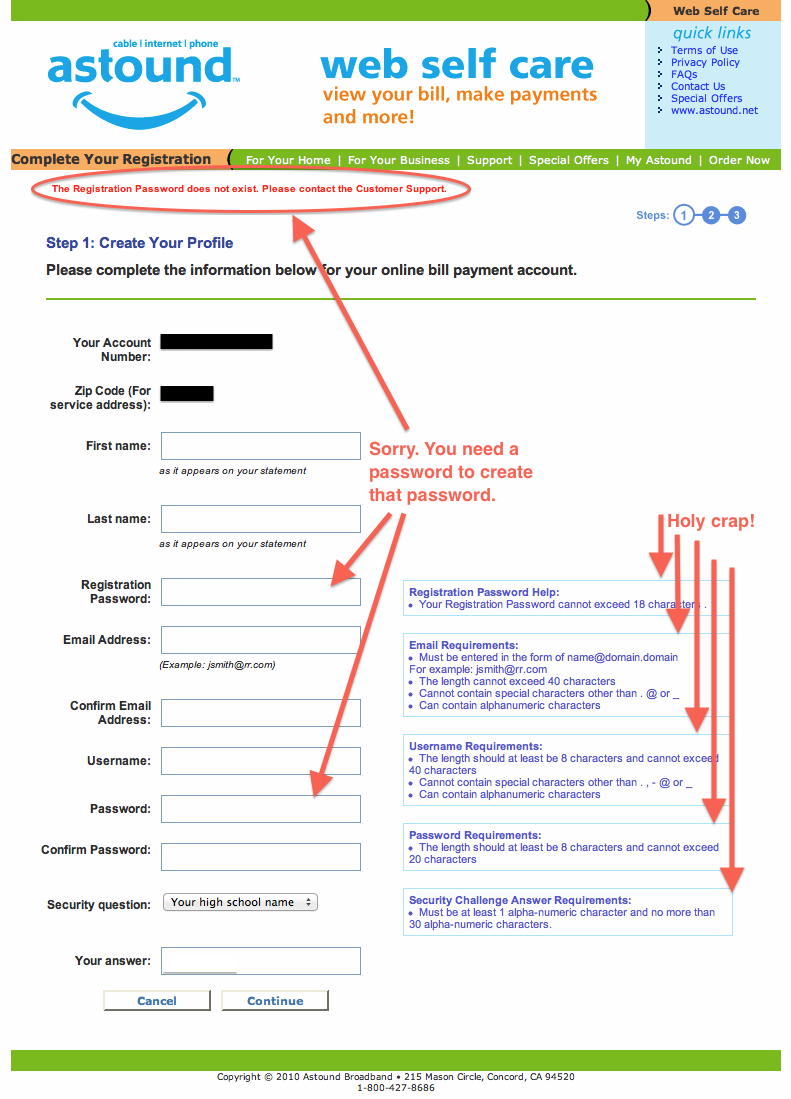 Web Self Care
cable | internet | phone
astound™
web self care
view your bill, make payments
and more!
quick links
Terms of Use
Privacy Policy
FAQs
Contact Us
Special Offers
www.astound.net
Complete Your Registration
For Your Home | For Your Business | Support | Special Offers | My Astound | Order Now
The Registration Password does not exist. Please contact the Customer Support.
Steps: 1 2 3
Step 1: Create Your Profile
Please complete the information below for your online bill payment account.
Your Account
Number:
Zip Code (For
service address):
First name:
as it appears on your statement
Sorry. You need a
password to create
that password.
Holy crap!
Last name:
as it appears on your statement
Registration
Password:
Registration Password Help:
• Your Registration Password cannot exceed 18 characters .
Email Address:
(Example: jsmith@rr.com)
Email Requirements:
• Must be entered in the form of name@domain.domain
For example: jsmith@rr.com
• The length cannot exceed 40 characters
• Cannot contain special characters other than . @ or _
• Can contain alphanumeric characters
Confirm Email
Address:
Username:
Username Requirements:
• The length should at least be 8 characters and cannot exceed
40 characters
• Cannot contain special characters other than . , - @ or _
• Can contain alphanumeric characters
Password:
Confirm Password:
Password Requirements:
• The length should at least be 8 characters and cannot exceed
20 characters
Security question:
Your high school name
Security Challenge Answer Requirements:
• Must be at least 1 alpha-numeric character and no more than
30 alpha-numeric characters.
Your answer:
Cancel
Continue
Copyright © 2010 Astound Broadband • 215 Mason Circle, Concord, CA 94520
1-800-427-8686